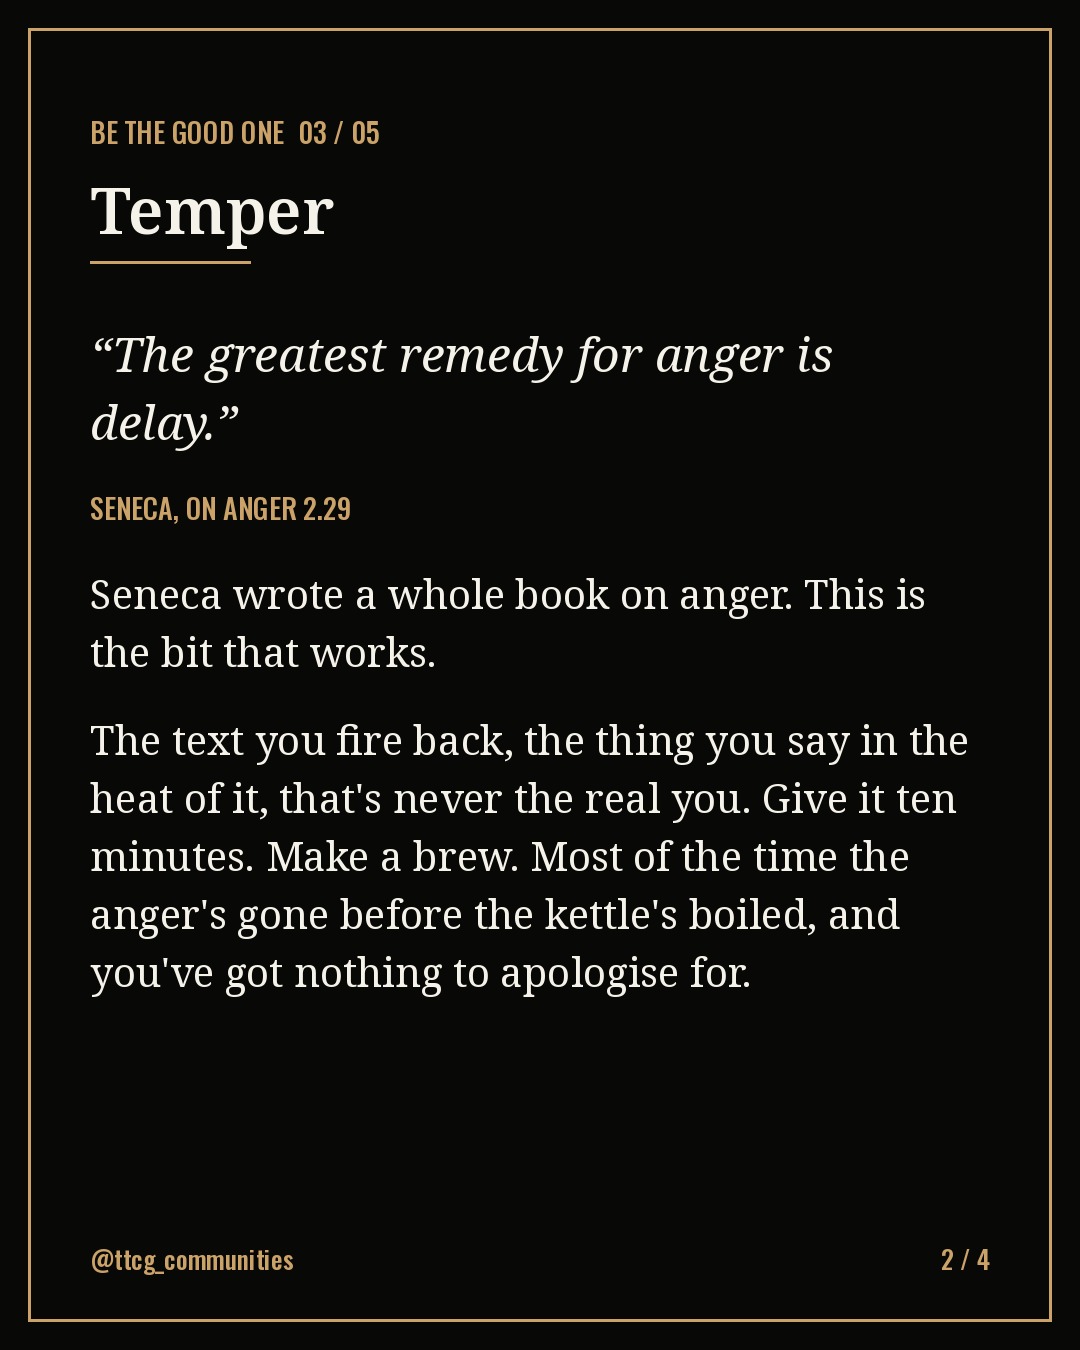 BE THE GOOD ONE 03 / 05
Temper
“The greatest remedy for anger is
delay.”
SENECA, ON ANGER 2.29
Seneca wrote a whole book on anger. This is
the bit that works.
The text you fire back, the thing you say in the
heat of it, that's never the real you. Give it ten
minutes. Make a brew. Most of the time the
anger's gone before the kettle's boiled, and
you've got nothing to apologise for.
@ttcg_communities
2 / 4